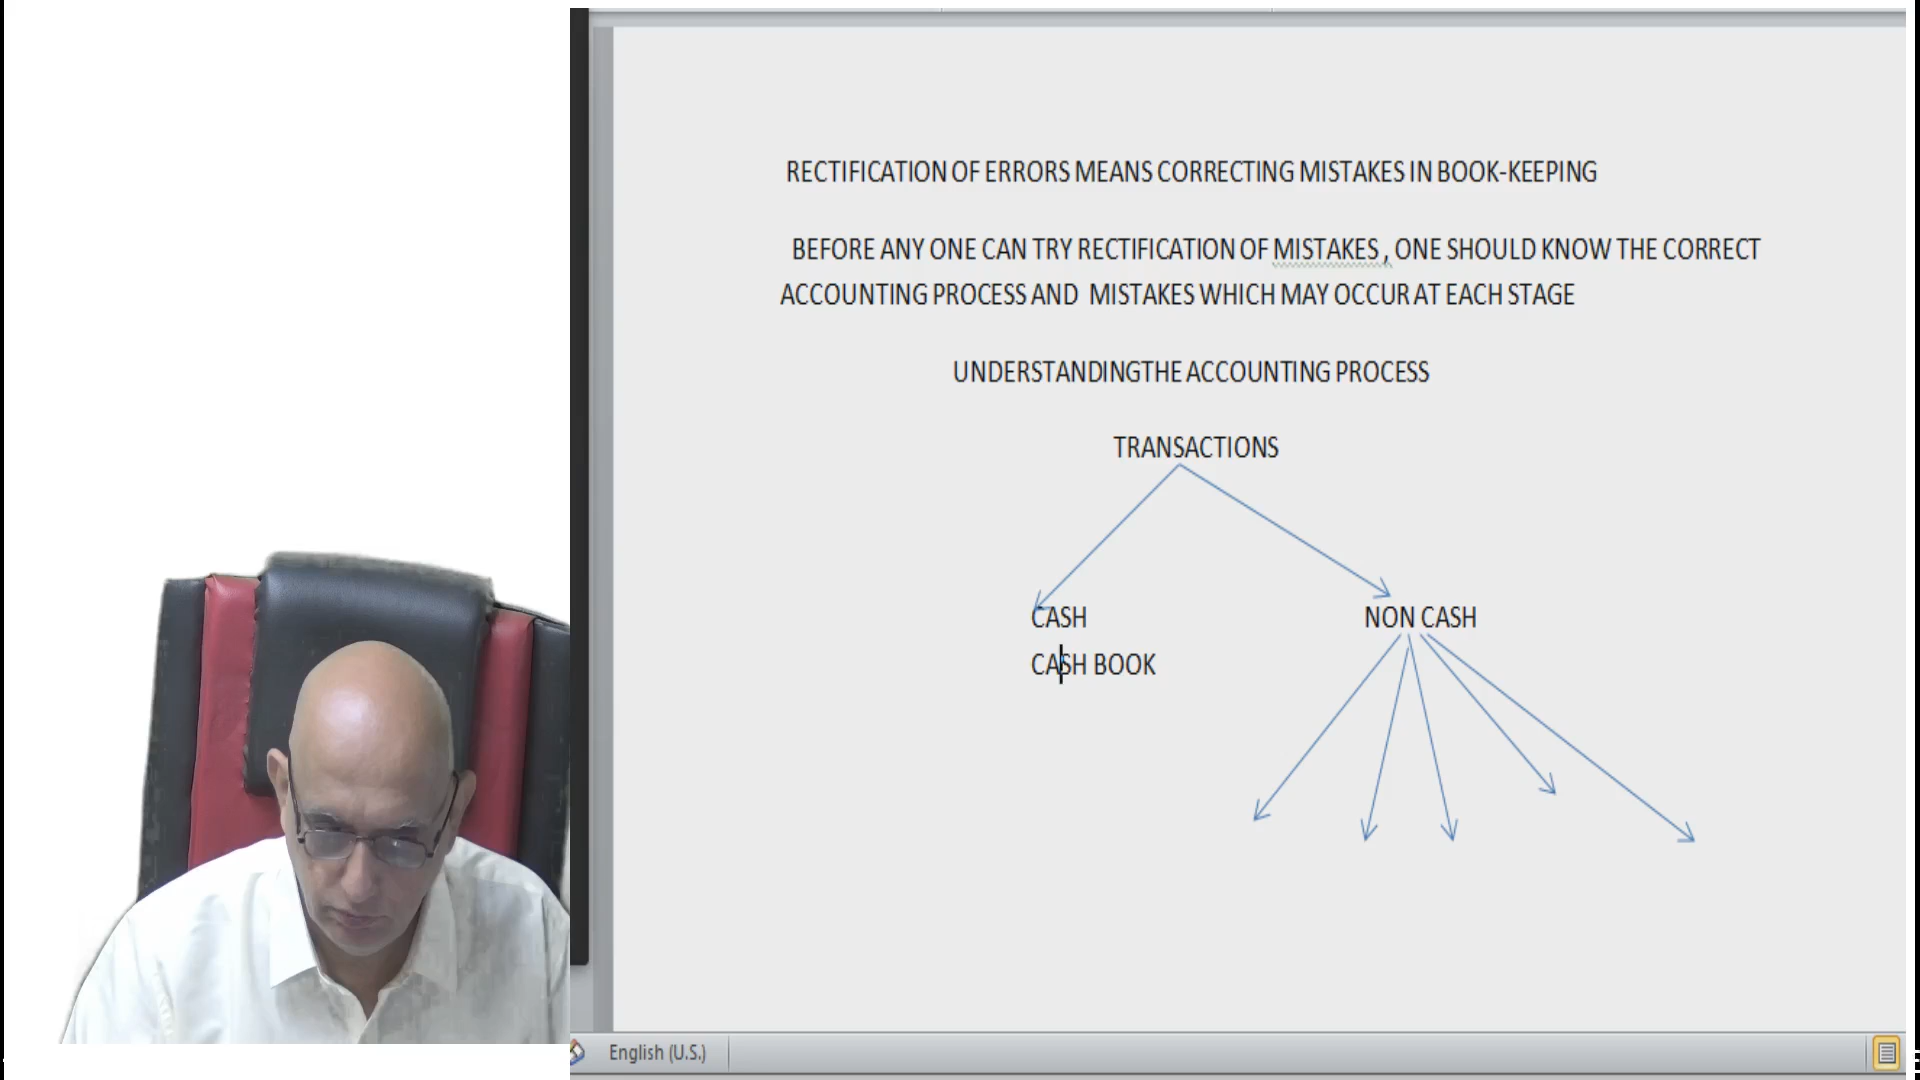 RECTIFICATION OF ERRORS MEANS CORRECTING MISTAKES IN BOOK-KEEPING
BEFORE ANY ONE CAN TRY RECTIFICATION OF MISTAKES , ONE SHOULD KNOW THE CORRECT
ACCOUNTING PROCESS AND MISTAKES WHICH MAY OCCUR AT EACH STAGE
UNDERSTANDINGTHE ACCOUNTING PROCESS
TRANSACTIONS
CASH NON CASH
CASH BOOK
English (U.S.)